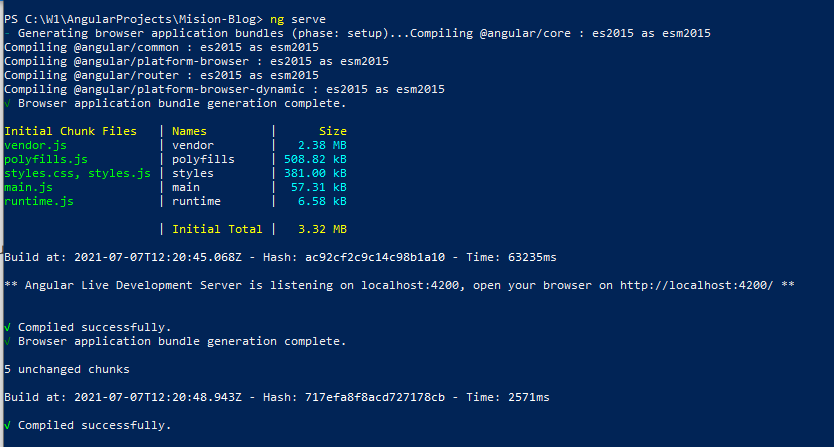 PS C:\W1\AngularProjects\Mision-Blog> ng serve
- Generating browser application bundles (phase: setup)...Compiling @angular/core : es2015 as esm2015
Compiling @angular/common : es2015 as esm2015
Compiling @angular/platform-browser : es2015 as esm2015
Compiling @angular/router : es2015 as esm2015
Compiling @angular/platform-browser-dynamic : es2015 as esm2015
√ Browser application bundle generation complete.
Initial Chunk Files | Names | Size
vendor.js | vendor | 2.38 MB
polyfills.js | polyfills | 508.82 kB
styles.css, styles.js | styles | 381.00 kB
main.js | main | 57.31 kB
runtime.js | runtime | 6.58 kB
| Initial Total | 3.32 MB
Build at: 2021-07-07T12:20:45.068Z - Hash: ac92cf2c9c14c98b1a10 - Time: 63235ms
** Angular Live Development Server is listening on localhost:4200, open your browser on http://localhost:4200/ **
√ Compiled successfully.
√ Browser application bundle generation complete.
5 unchanged chunks
Build at: 2021-07-07T12:20:48.943Z - Hash: 717efa8f8acd727178cb - Time: 2571ms
√ Compiled successfully.